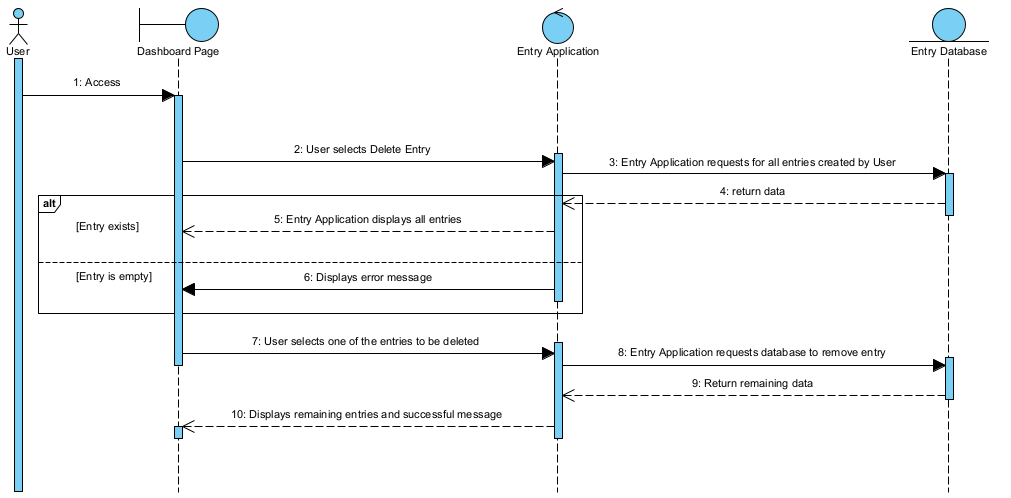 User
Dashboard Page
Entry Application
Entry Database
1: Access
2: User selects Delete Entry
3: Entry Application requests for all entries created by User
4: return data
alt
[Entry exists]
5: Entry Application displays all entries
[Entry is empty]
6: Displays error message
7: User selects one of the entries to be deleted
8: Entry Application requests database to remove entry
9: Return remaining data
10: Displays remaining entries and successful message